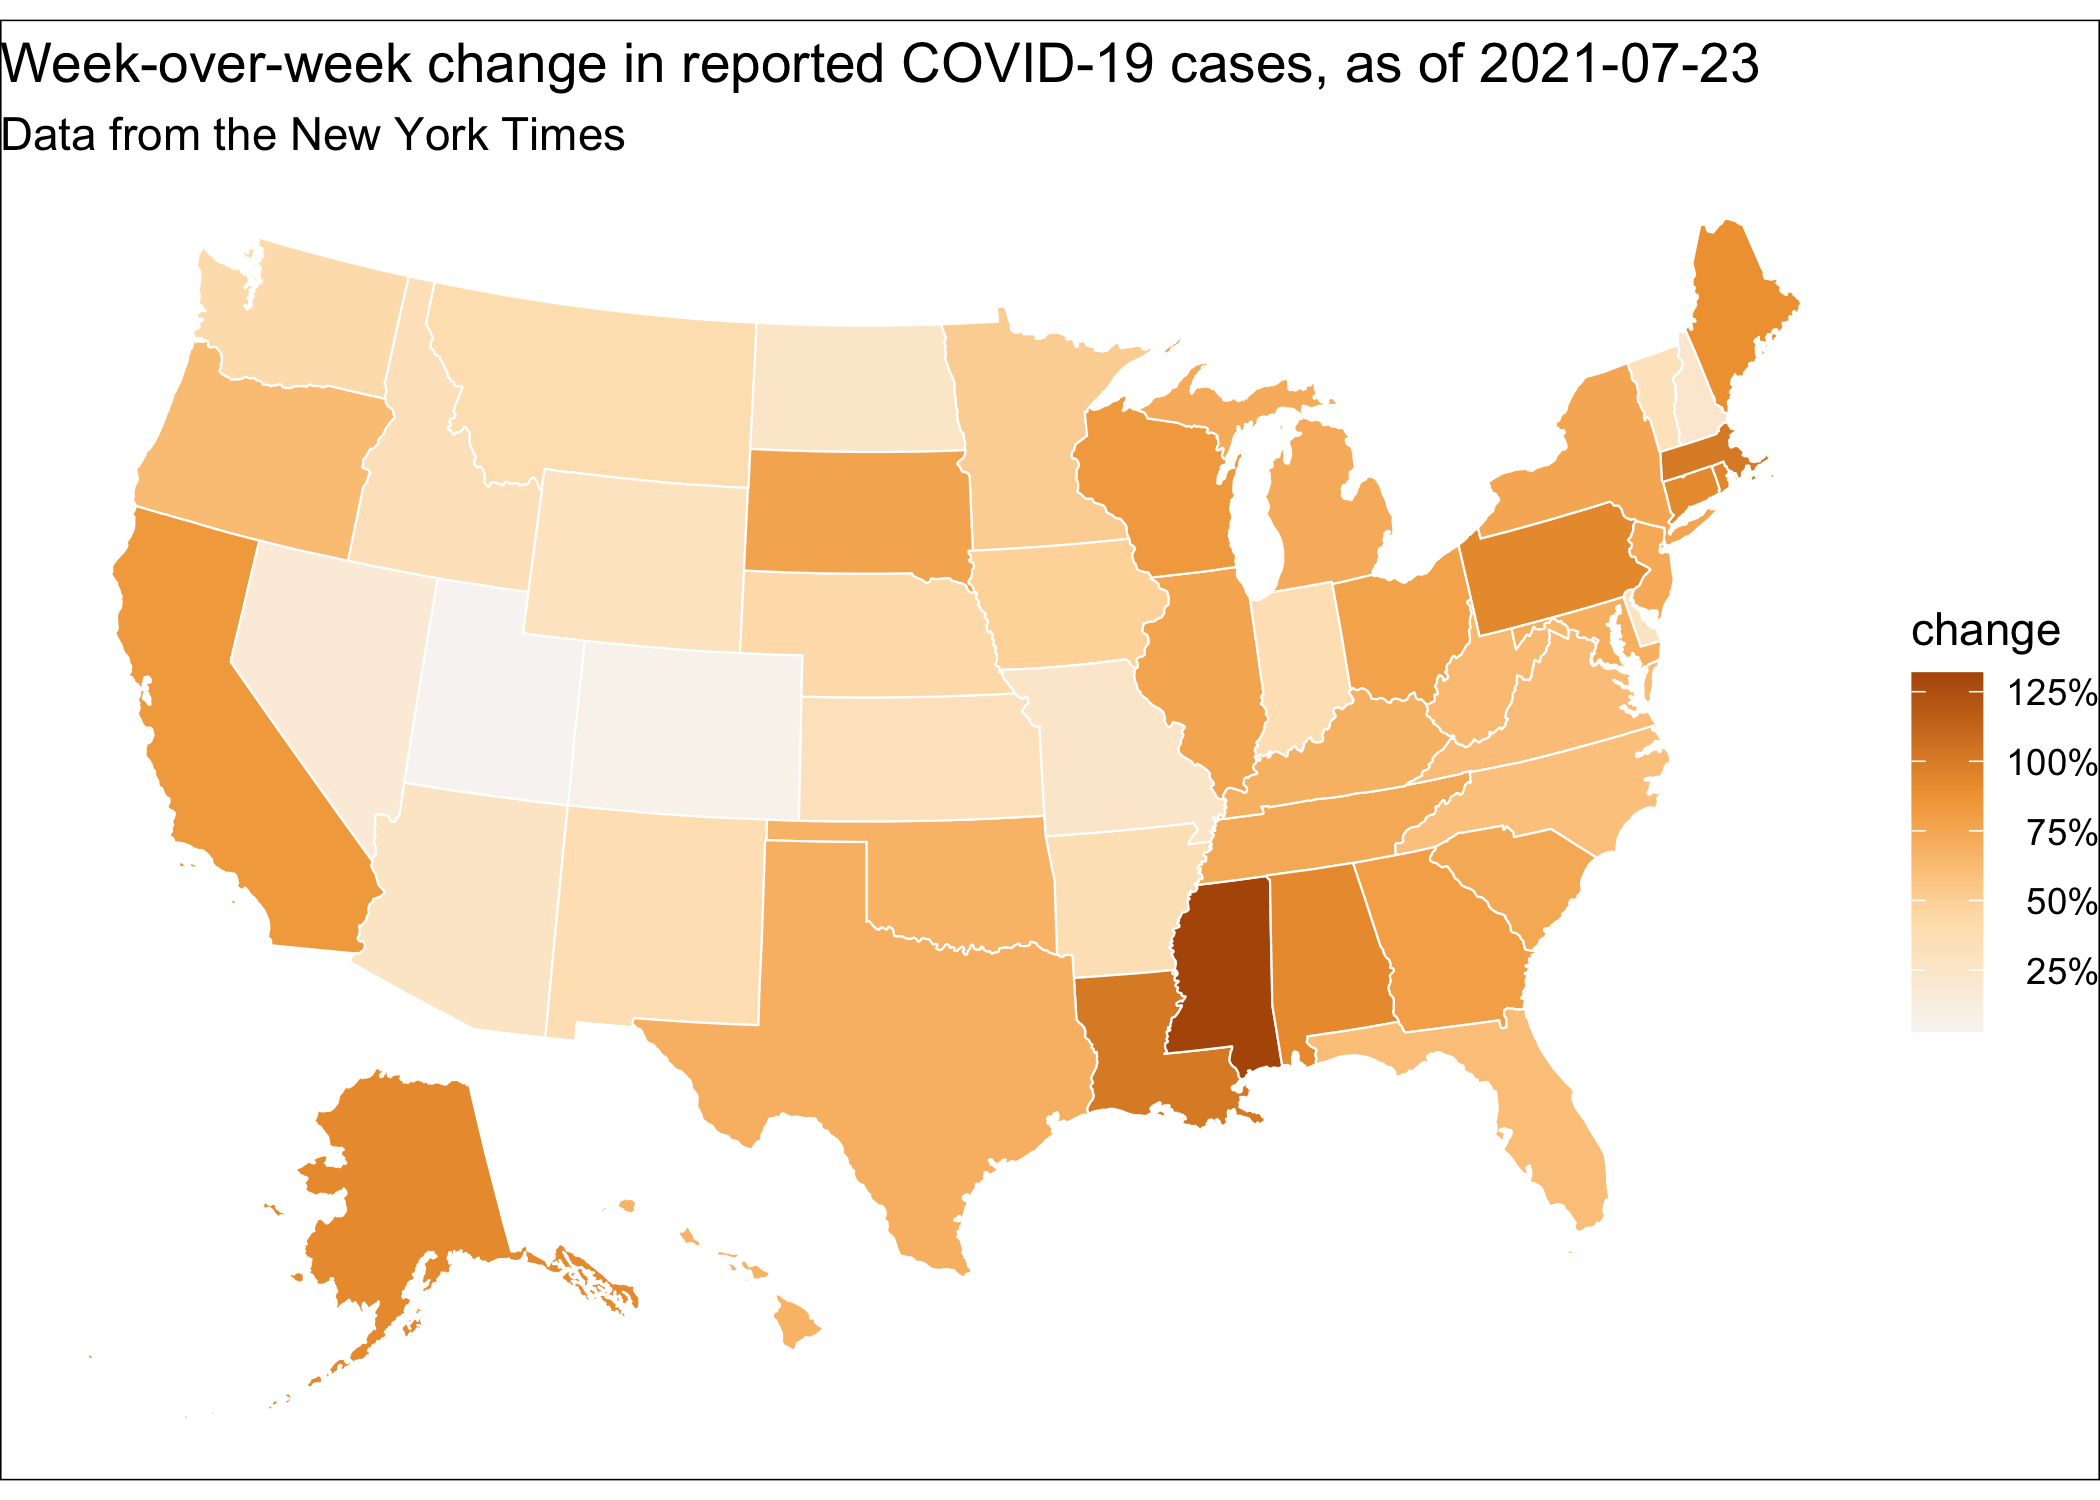 Week-over-week change in reported COVID-19 cases, as of 2021-07-23
Data from the New York Times
change
125%
100%
75%
50%
25%